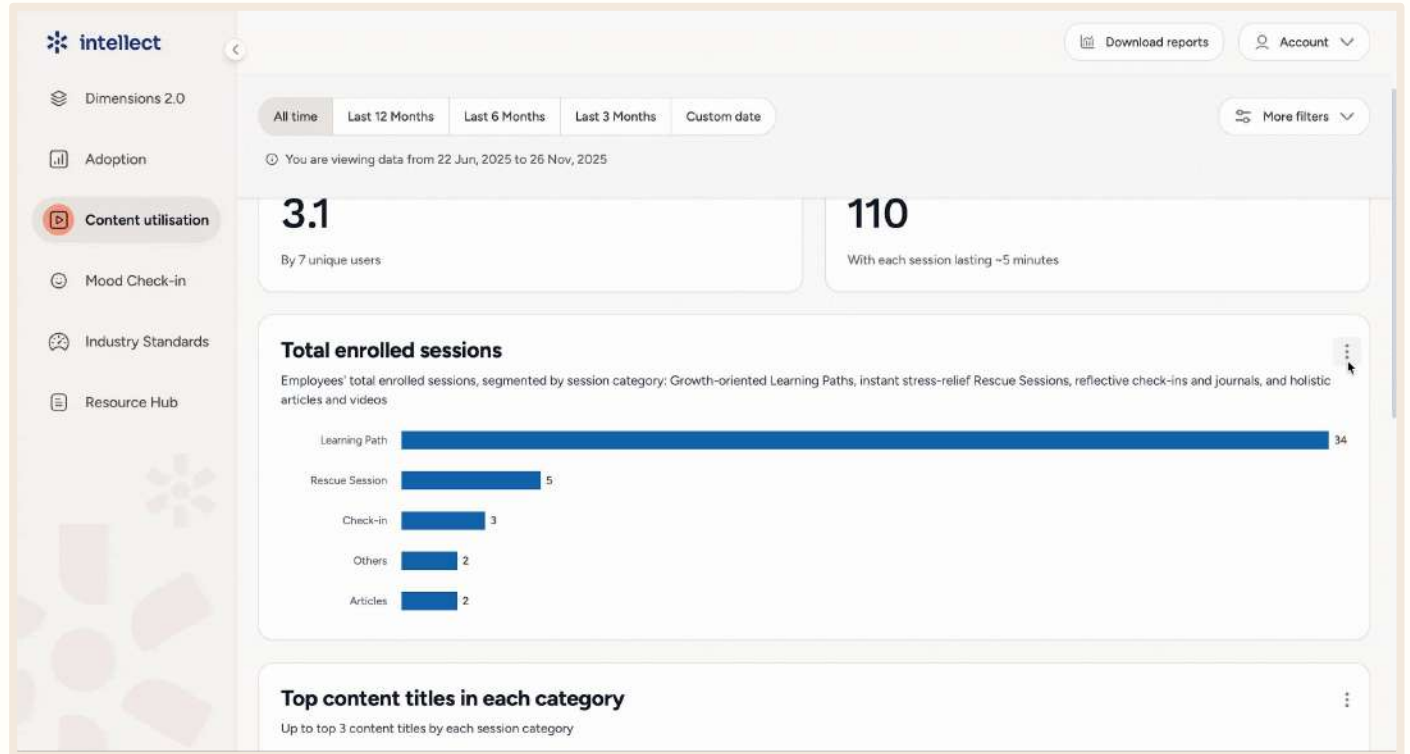 intellect
Download reports
Account
Dimensions 2.0
Adoption
Content utilisation
Mood Check-in
Industry Standards
Resource Hub
All time
Last 12 Months
Last 6 Months
Last 3 Months
Custom date
More filters
You are viewing data from 22 Jun, 2025 to 26 Nov, 2025
3.1
By 7 unique users
110
With each session lasting ~5 minutes
Total enrolled sessions
Employees' total enrolled sessions, segmented by session category: Growth-oriented Learning Paths, instant stress-relief Rescue Sessions, reflective check-ins and journals, and holistic
articles and videos
Learning Path 34
Rescue Session 5
Check-in 3
Others 2
Articles 2
Top content titles in each category
Up to top 3 content titles by each session category